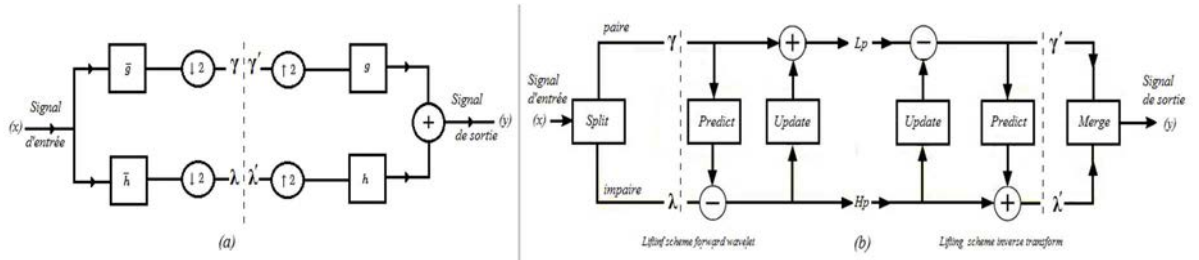 Signal
(x)
d'entrée
g̅
↓2
γ
γ'
↑2
g
+
Signal
de sortie
(y)
h̅
↓2
λ
λ'
↑2
h
(a)
Signal
d'entrée
(x)
Split
paire
γ
impaire
λ
Predict
−
Update
+
Lp
Hp
Update
−
Predict
+
γ'
λ'
Merge
Signal
de sortie
(y)
Liftinf scheme forward wavelet
(b)
Lifting scheme inverse transform